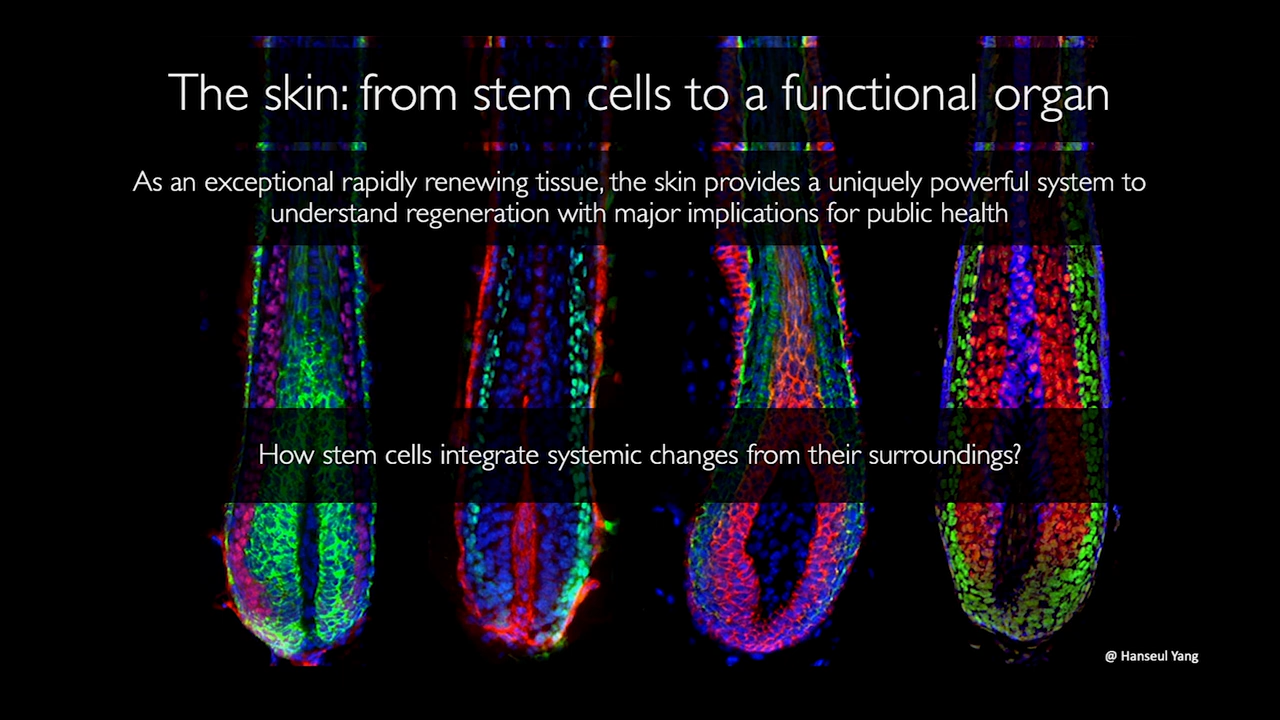 The skin: from stem cells to a functional organ
As an exceptional rapidly renewing tissue, the skin provides a uniquely powerful system to
understand regeneration with major implications for public health
How stem cells integrate systemic changes from their surroundings?
@ Hanseul Yang